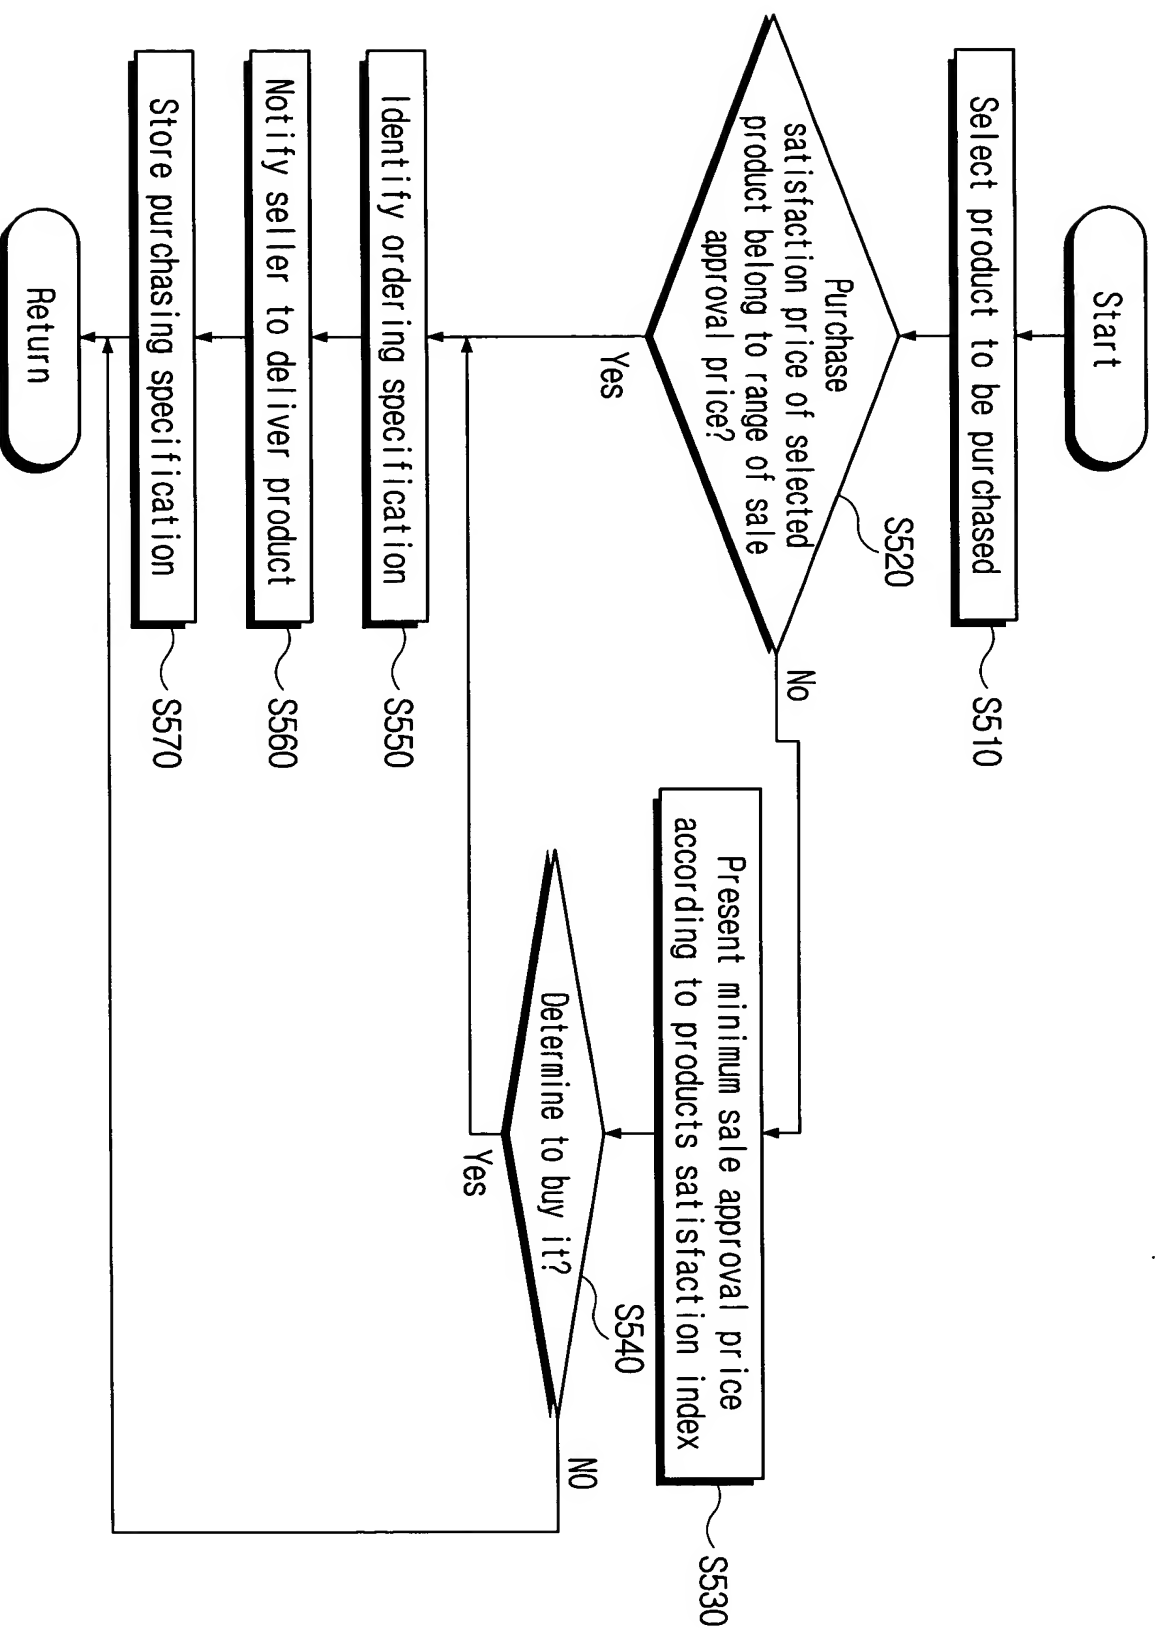 Start
Select product to be purchased
S510
Purchase
satisfaction price of selected
product belong to range of sale
approval price?
S520
No
Yes
Present minimum sale approval price
according to products satisfaction index
S530
Determine to buy it?
S540
NO
Yes
Identify ordering specification
S550
Notify seller to deliver product
S560
Store purchasing specification
S570
Return